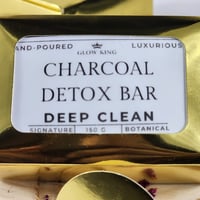 AND-POURED GLOW KING LUXURIOUS
CHARCOAL
DETOX BAR
DEEP CLEAN
SIGNATURE 150 G BOTANICAL